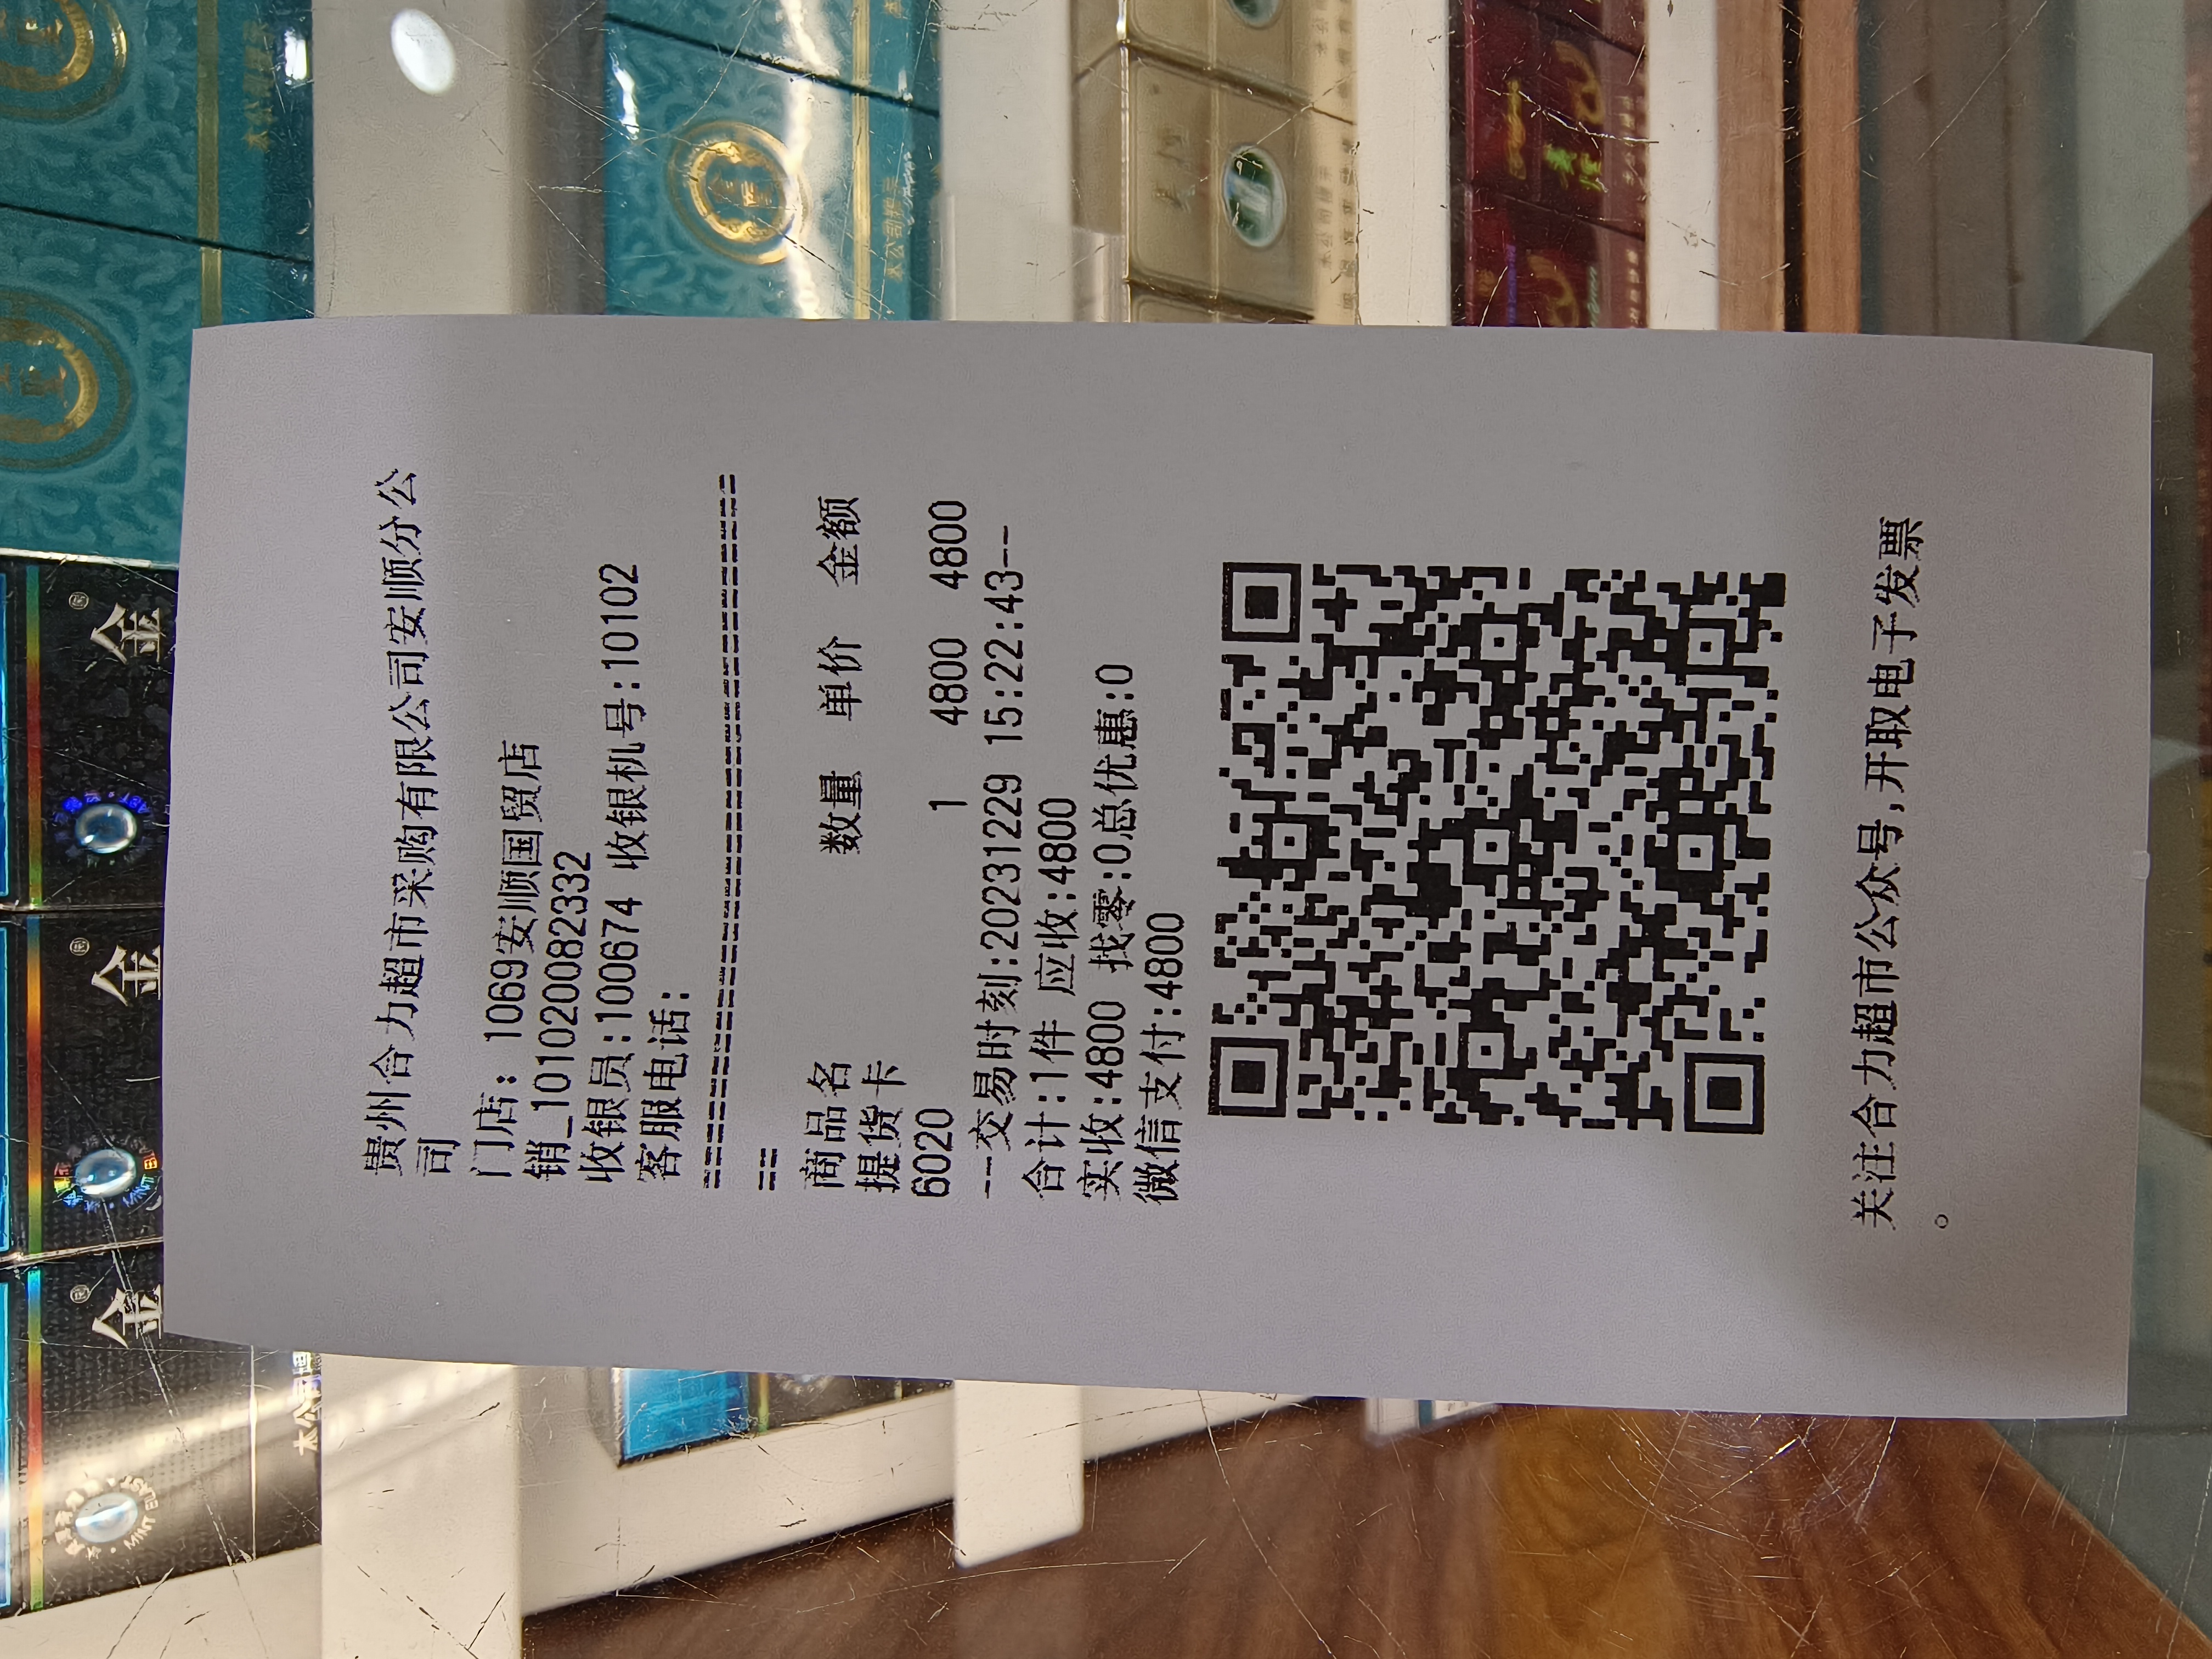 贵州合力超市采购有限公司安顺分公
司
门店: 1069安顺国贸店
销_1010200823​32
收银员:100674 收银机号:10102
客服电话:
==========================================
==
商品名 数量 单价 金额
提货卡
6020 1 4800 4800
--交易时刻:20231229 15:22:43--
合计:1件 应收:4800
实收:4800 找零:0总优惠:0
微信支付:4800
关注合力超市公众号,开取电子发票
。
金
金
金